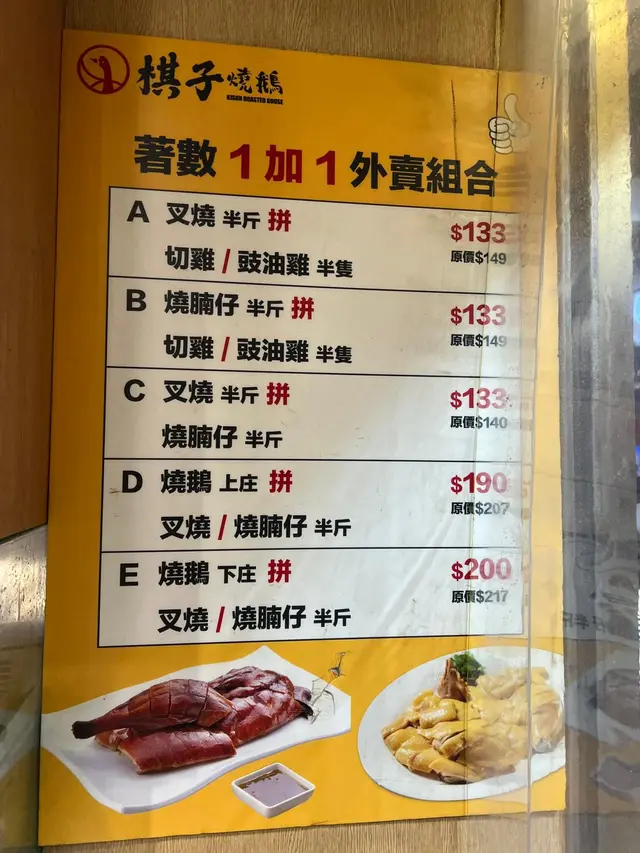 棋子燒鵝
KISUH ROASTED GOOSE
著數 1 加 1 外賣組合
A 叉燒 半斤 拼 $133
切雞 / 豉油雞 半隻 原價$149
B 燒腩仔 半斤 拼 $133
切雞 / 豉油雞 半隻 原價$149
C 叉燒 半斤 拼 $133
燒腩仔 半斤 原價$140
D 燒鵝 上庄 拼 $190
叉燒 / 燒腩仔 半斤 原價$207
E 燒鵝 下庄 拼 $200
叉燒 / 燒腩仔 半斤 原價$217